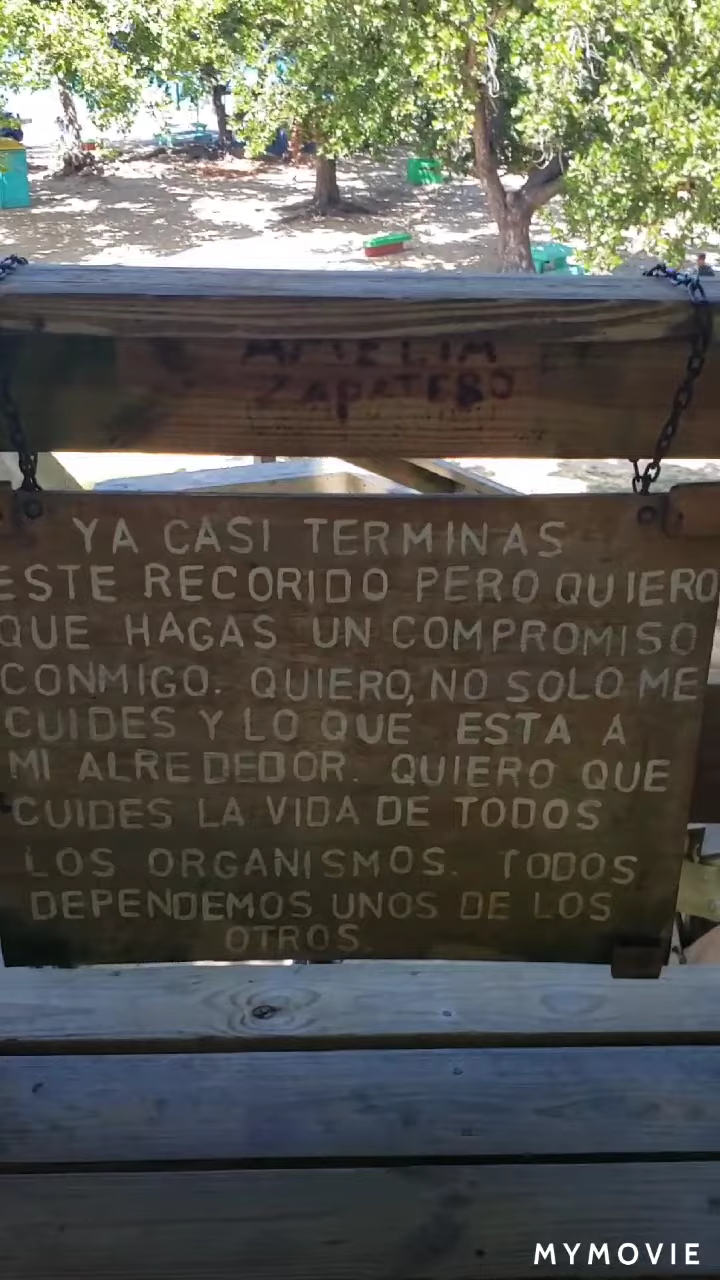 ZAPATERO
YA CASI TERMINAS
ESTE RECORIDO PERO QUIERO
QUE HAGAS UN COMPROMISO
CONMIGO. QUIERO, NO SOLO ME
CUIDES Y LO QUE ESTA A
MI ALREDEDOR. QUIERO QUE
CUIDES LA VIDA DE TODOS
LOS ORGANISMOS. TODOS
DEPENDEMOS UNOS DE LOS
OTROS.
MYMOVIE